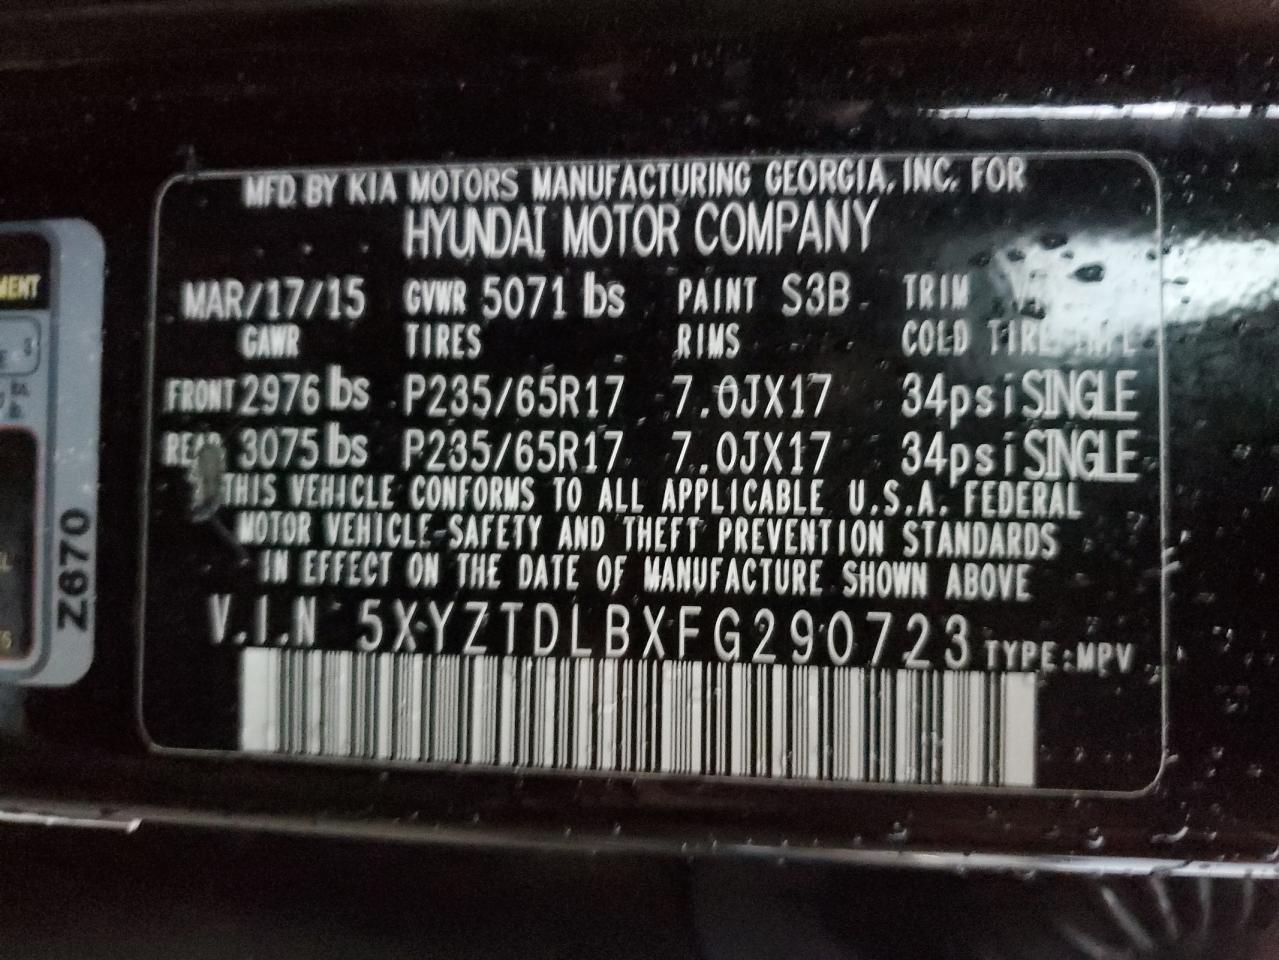 MFD. BY KIA MOTORS MANUFACTURING GEORGIA, INC. FOR
HYUNDAI MOTOR COMPANY
MAR/17/15 GVWR 5071 lbs PAINT S3B TRIM
GAWR TIRES RIMS COLD TIRE INFL
FRONT 2976 lbs P235/65R17 7.0JX17 34psi SINGLE
REAR 3075 lbs P235/65R17 7.0JX17 34psi SINGLE
THIS VEHICLE CONFORMS TO ALL APPLICABLE U.S.A. FEDERAL
MOTOR VEHICLE-SAFETY AND THEFT PREVENTION STANDARDS
IN EFFECT ON THE DATE OF MANUFACTURE SHOWN ABOVE
V.I.N 5XYZTDLBXFG290723 TYPE:MPV
Z670